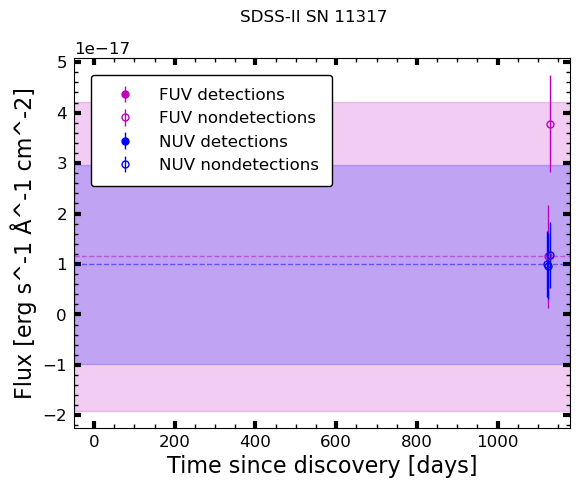 SDSS-II SN 11317
1e−17
5
4
3
2
1
0
−1
−2
Flux [erg s^-1 Å^-1 cm^-2]
FUV detections
FUV nondetections
NUV detections
NUV nondetections
0 200 400 600 800 1000
Time since discovery [days]